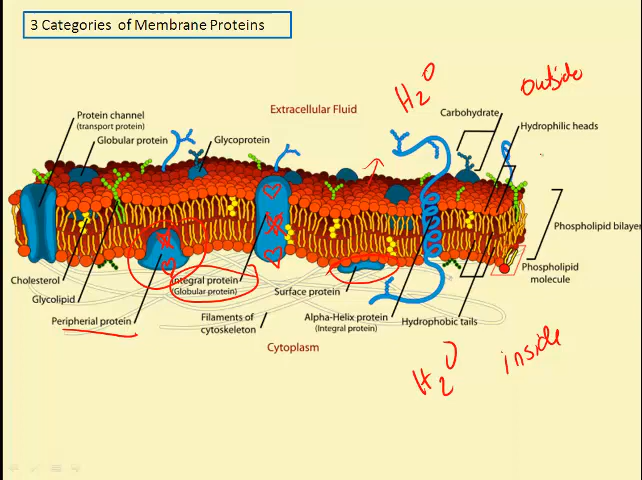 3 Categories of Membrane Proteins
H2O
outside
Extracellular Fluid
Carbohydrate
Protein channel
(transport protein)
Globular protein
Glycoprotein
Hydrophilic heads
Phospholipid bilayer
Phospholipid
molecule
Cholesterol
Glycolipid
Peripherial protein
Integral protein
(Globular protein)
Filaments of
cytoskeleton
Surface protein
Alpha-Helix protein
(Integral protein)
Hydrophobic tails
Cytoplasm
H2O
inside